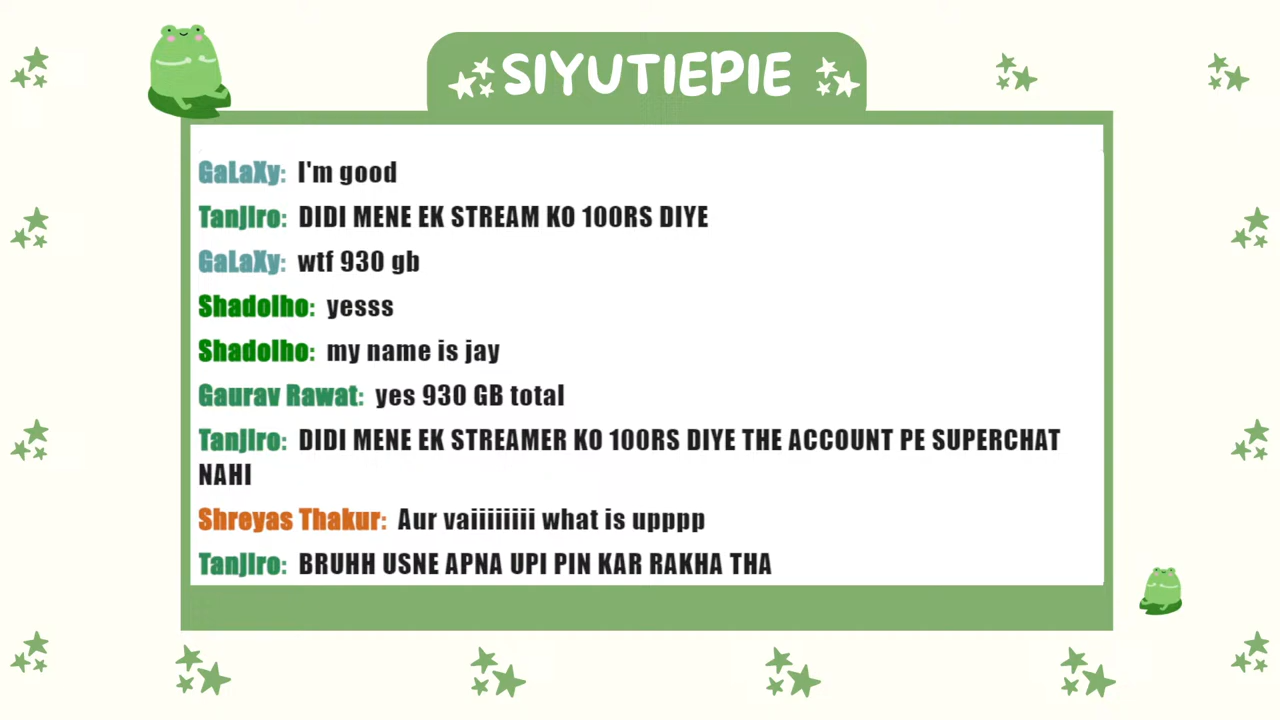 SIYUTIEPIE
GaLaXy: I'm good
Tanjiro: DIDI MENE EK STREAM KO 100RS DIYE
GaLaXy: wtf 930 gb
Shadolho: yesss
Shadolho: my name is jay
Gaurav Rawat: yes 930 GB total
Tanjiro: DIDI MENE EK STREAMER KO 100RS DIYE THE ACCOUNT PE SUPERCHAT
NAHI
Shreyas Thakur: Aur vaiiiiiiii what is upppp
Tanjiro: BRUHH USNE APNA UPI PIN KAR RAKHA THA